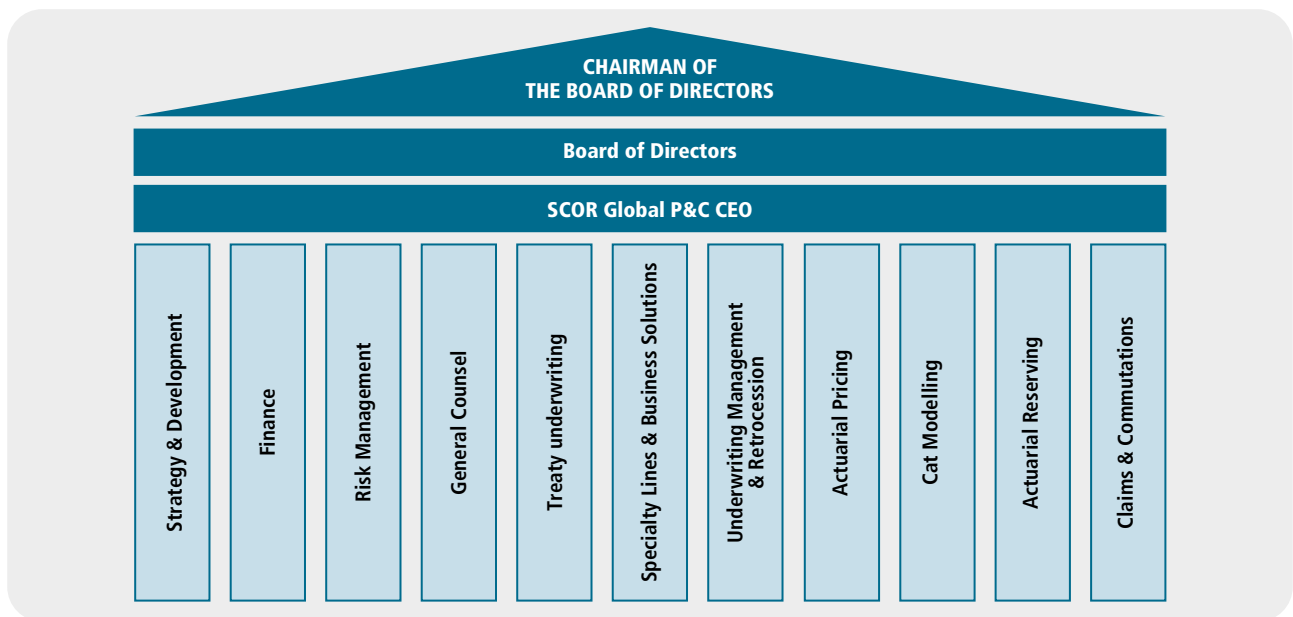 CHAIRMAN OF
THE BOARD OF DIRECTORS
Board of Directors
SCOR Global P&C CEO
Strategy & Development
Finance
Risk Management
General Counsel
Treaty underwriting
Specialty Lines & Business Solutions
Underwriting Management
& Retrocession
Actuarial Pricing
Cat Modelling
Actuarial Reserving
Claims & Commutations